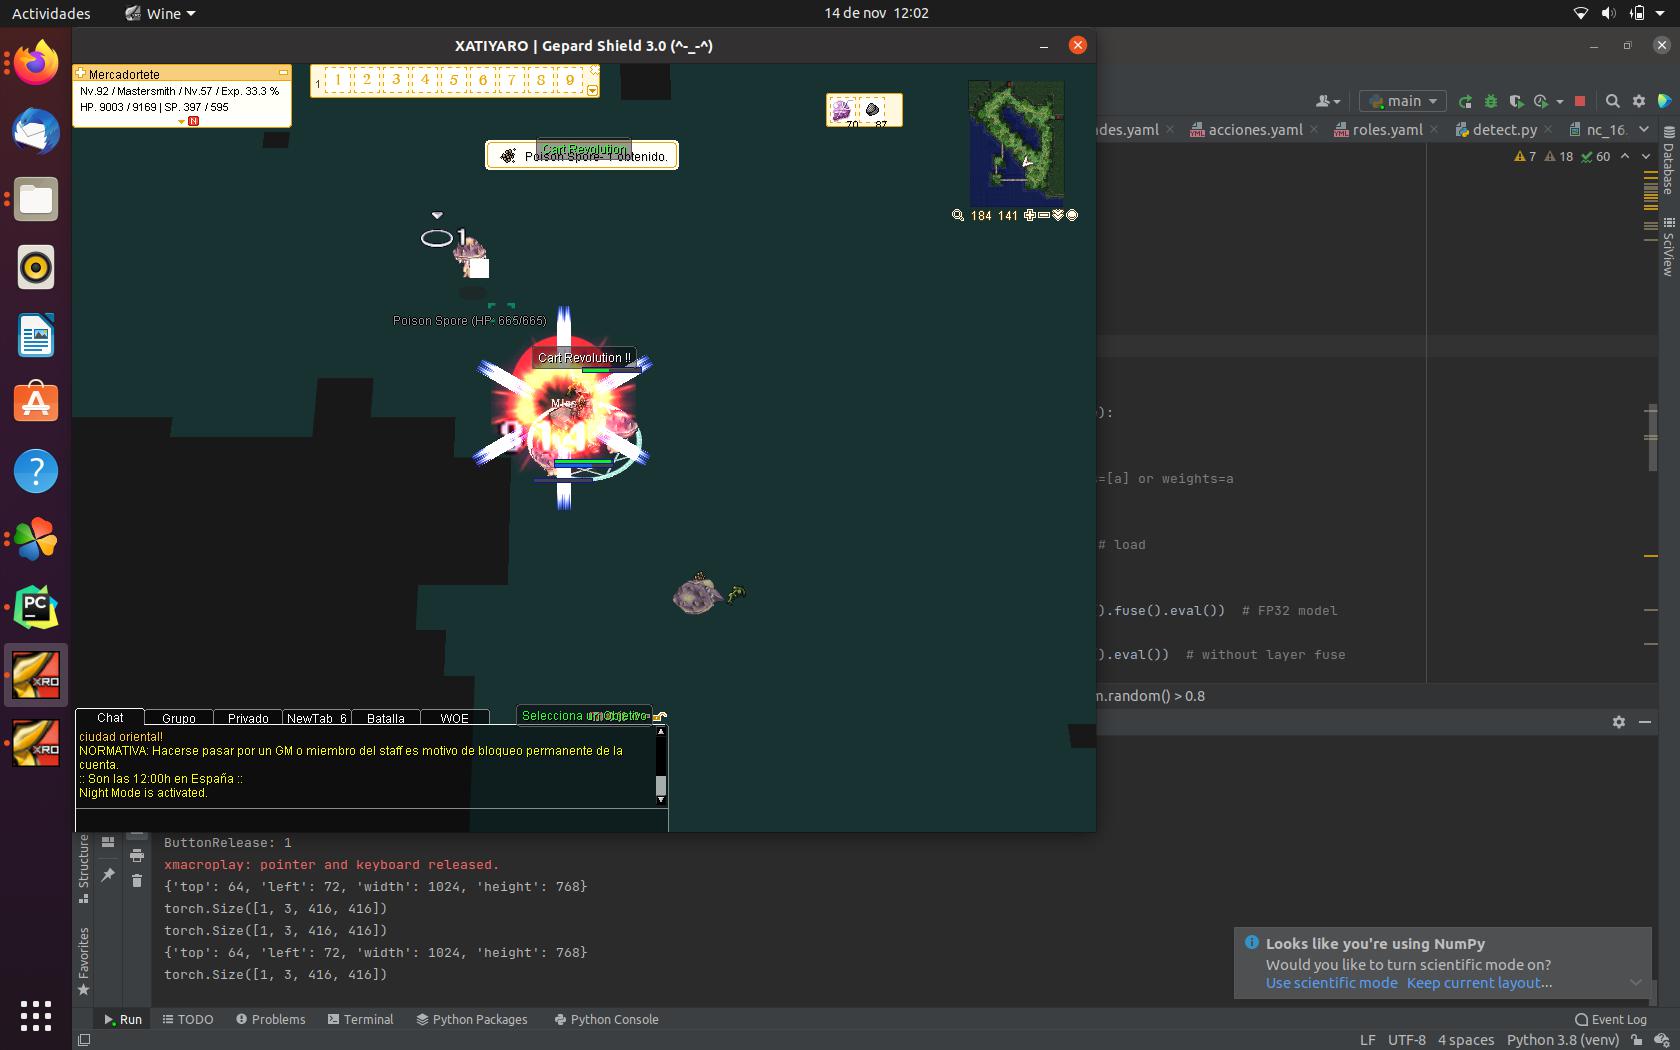 Actividades
Wine
14 de nov 12:02
XATIYARO | Gepard Shield 3.0 (^-_-^)
Mercadortete
Nv.92 / Mastersmith / Nv.57 / Exp. 33.3 %
HP. 9003 / 9169 | SP. 397 / 595
N
1
1 2 3 4 5 6 7 8 9
70 87
Cart Revolution
Poison Spore- 1 obtenido.
184 141
1
Poison Spore (HP: 665/665)
Cart Revolution !!
Chat
Grupo
Privado
NewTab_6
Batalla
WOE
ciudad oriental!
NORMATIVA: Hacerse pasar por un GM o miembro del staff es motivo de bloqueo permanente de la
cuenta.
:: Son las 12:00h en España ::
Night Mode is activated.
main
des.yaml
acciones.yaml
roles.yaml
detect.py
nc_16.
7 18 60
Database
SciView
):
=[a] or weights=a
# load
).fuse().eval()) # FP32 model
).eval()) # without layer fuse
m.random() > 0.8
Structure
Favorites
ButtonRelease: 1
xmacroplay: pointer and keyboard released.
{'top': 64, 'left': 72, 'width': 1024, 'height': 768}
torch.Size([1, 3, 416, 416])
torch.Size([1, 3, 416, 416])
{'top': 64, 'left': 72, 'width': 1024, 'height': 768}
torch.Size([1, 3, 416, 416])
Looks like you're using NumPy
Would you like to turn scientific mode on?
Use scientific mode Keep current layout...
Run
TODO
Problems
Terminal
Python Packages
Python Console
Event Log
LF UTF-8 4 spaces Python 3.8 (venv)
PC
XRO
XRO